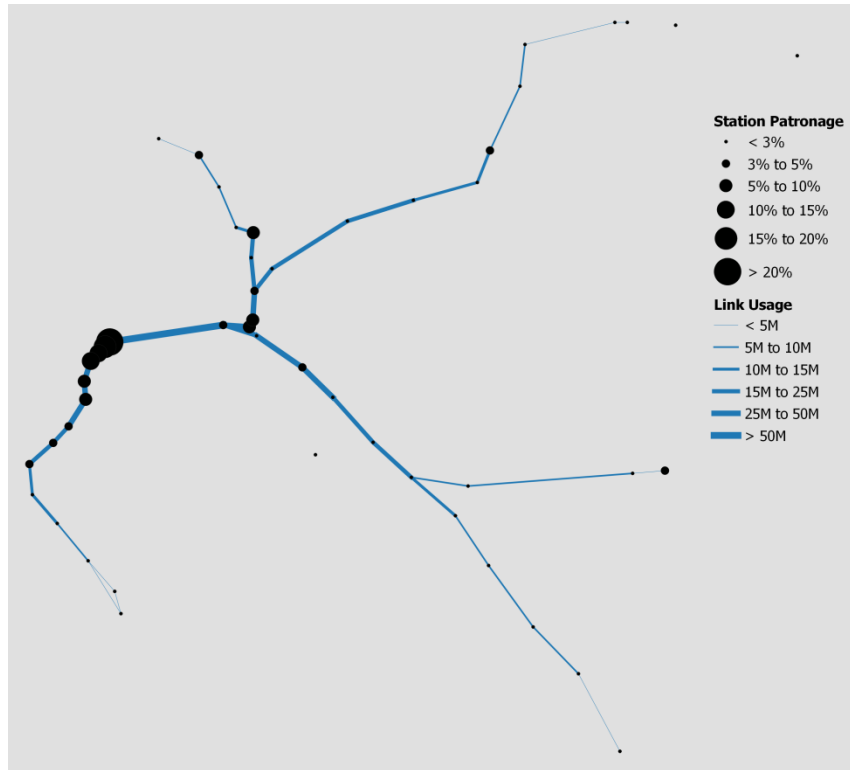 Station Patronage
< 3%
3% to 5%
5% to 10%
10% to 15%
15% to 20%
> 20%
Link Usage
< 5M
5M to 10M
10M to 15M
15M to 25M
25M to 50M
> 50M